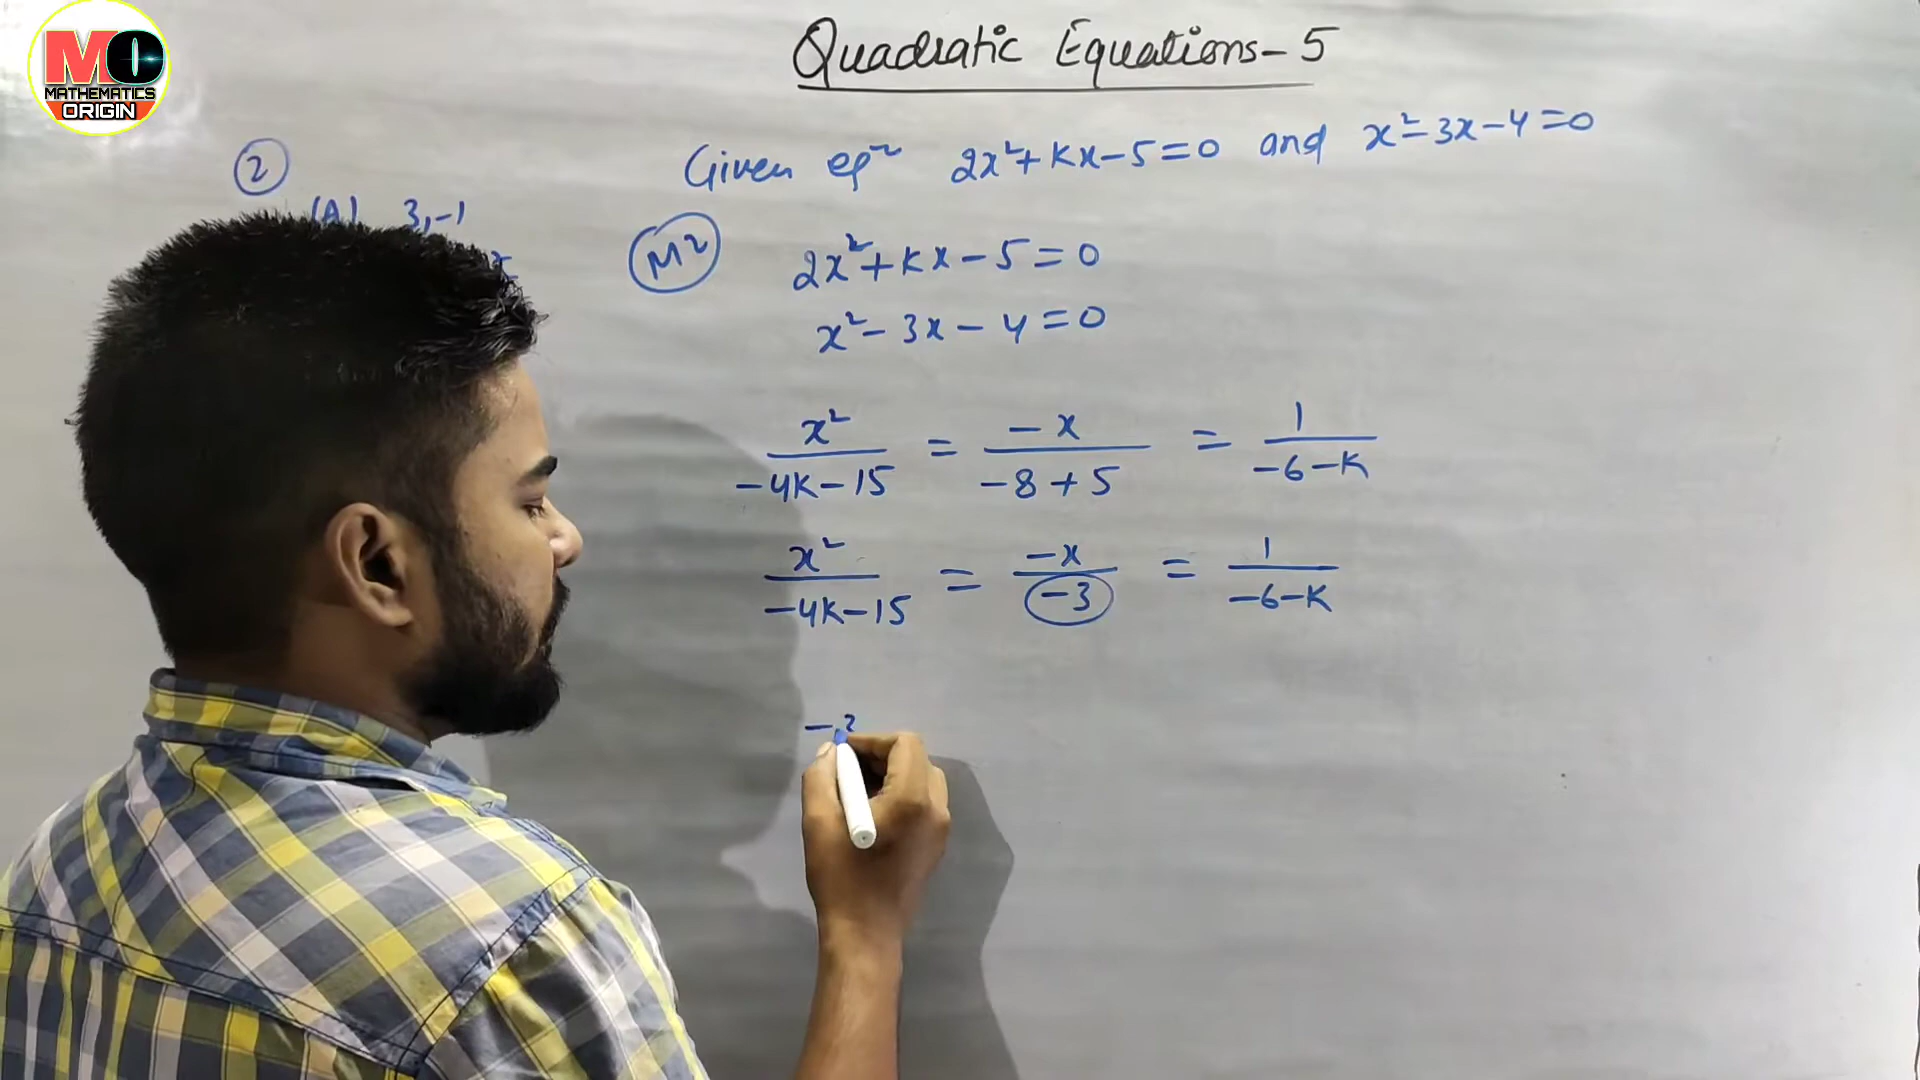 MO
MATHEMATICS
ORIGIN
Quadratic Equations-5
Given eqn 2x²+kx-5=0 and x²-3x-4=0
2
(A) 3,-1
M2
2x²+kx-5=0
x²-3x-4=0
x²/(-4k-15) = -x/(-8+5) = 1/(-6-k)
x²/(-4k-15) = -x/(-3) = 1/(-6-k)